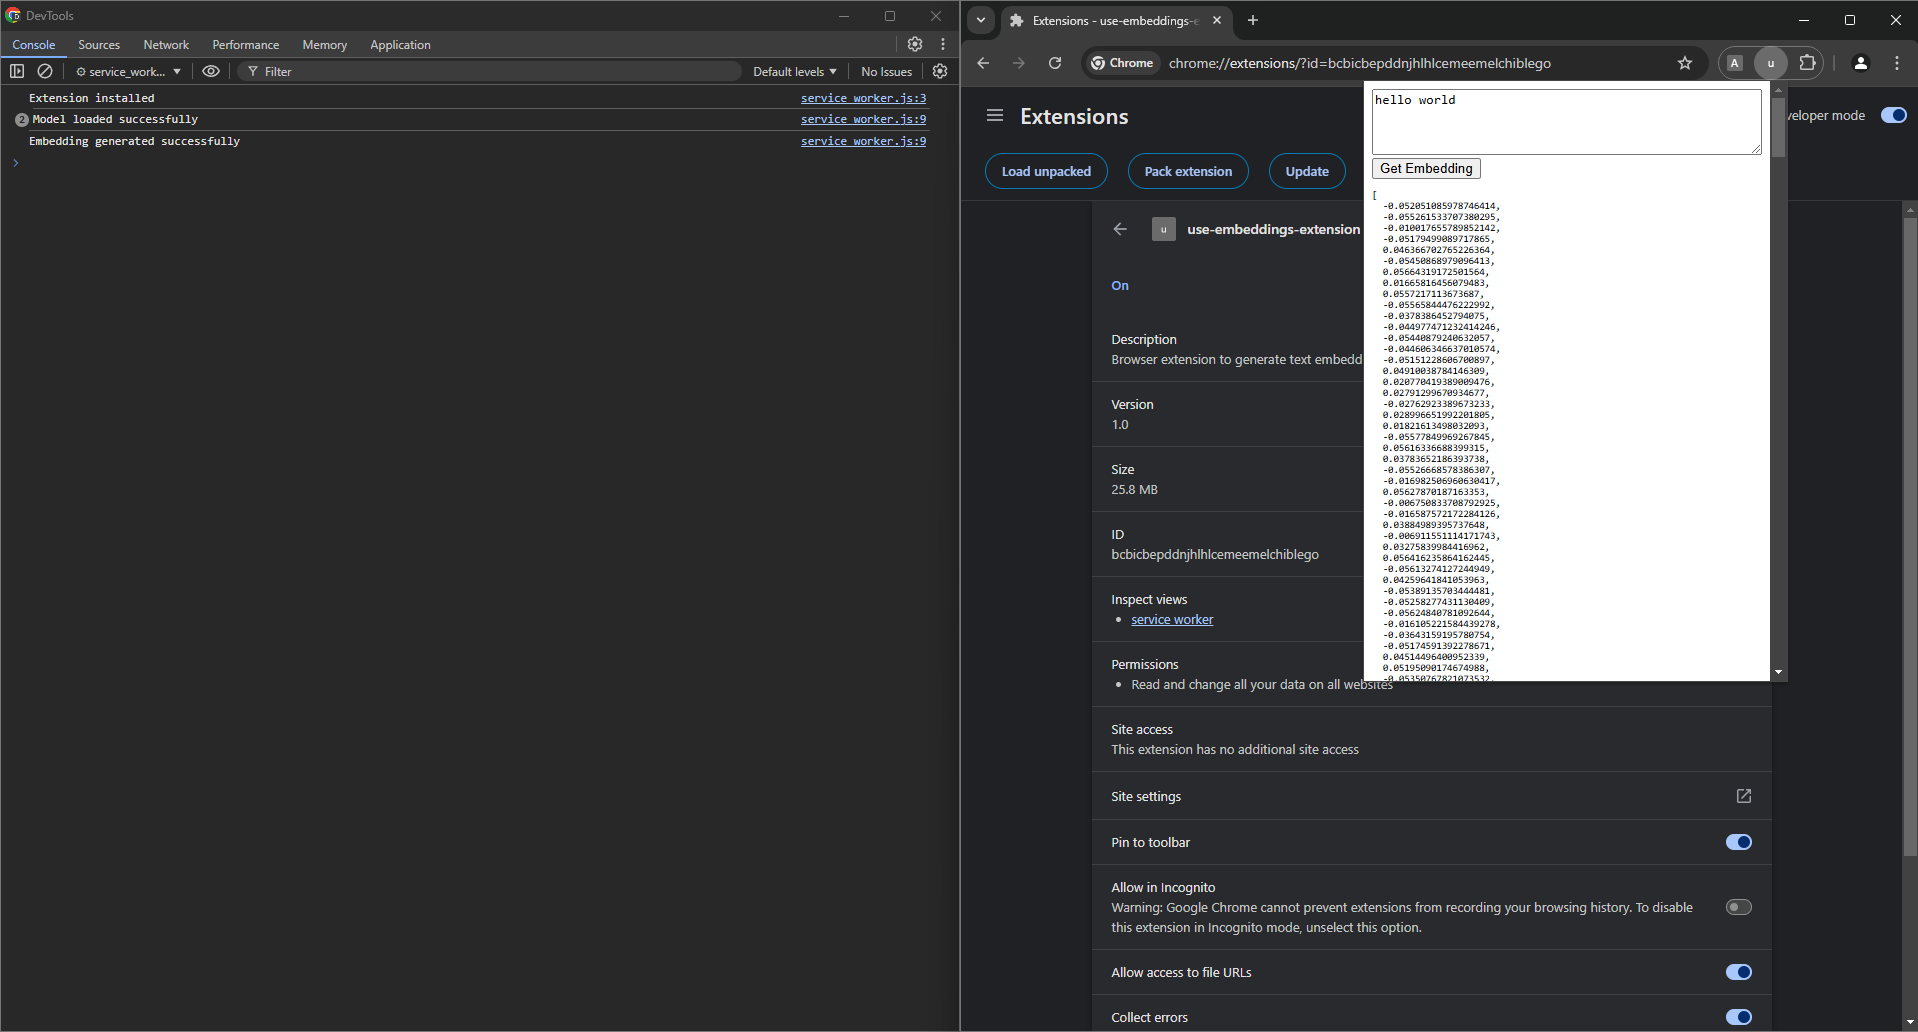 DevTools
Console Sources Network Performance Memory Application
service_work... Filter Default levels No Issues
Extension installed service_worker.js:3
2 Model loaded successfully service_worker.js:9
Embedding generated successfully service_worker.js:9
Extensions - use-embeddings-e
Chrome chrome://extensions/?id=bcbicbepddnjhlhlcemeemelchiblego A u
Extensions
veloper mode
Load unpacked Pack extension Update
u use-embeddings-extension
On
Description
Browser extension to generate text embedd
Version
1.0
Size
25.8 MB
ID
bcbicbepddnjhlhlcemeemelchiblego
Inspect views
• service worker
Permissions
• Read and change all your data on all websites
Site access
This extension has no additional site access
Site settings
Pin to toolbar
Allow in Incognito
Warning: Google Chrome cannot prevent extensions from recording your browsing history. To disable
this extension in Incognito mode, unselect this option.
Allow access to file URLs
Collect errors
hello world
Get Embedding
[
-0.052051085978746414,
-0.055261533707380295,
-0.010017655789852142,
-0.05179499089717865,
0.046366702765226364,
-0.05450868979096413,
0.05664319172501564,
0.01665816456079483,
0.0557217113673687,
-0.05565844476222992,
-0.0378386452794075,
-0.044977471232414246,
-0.05440879240632057,
-0.044606346637010574,
-0.05151228606700897,
0.04910038784146309,
0.020770419389009476,
0.02791299670934677,
-0.02762923389673233,
0.028996651992201805,
0.01821613498032093,
-0.05577849969267845,
0.05616336688399315,
0.03783652186393738,
-0.05526668578386307,
-0.016982506960630417,
0.05627870187163353,
-0.006750833708792925,
-0.016587572172284126,
0.03884989395737648,
-0.006911551114171743,
0.03275839984416962,
0.056416235864162445,
-0.05613274127244949,
0.04259641841053963,
-0.05389135703444481,
-0.05258277431130409,
-0.05624840781092644,
-0.016105221584439278,
-0.03643159195780754,
-0.05174591392278671,
0.04514496400952339,
0.05195090174674988,
-0.05350767821073532,